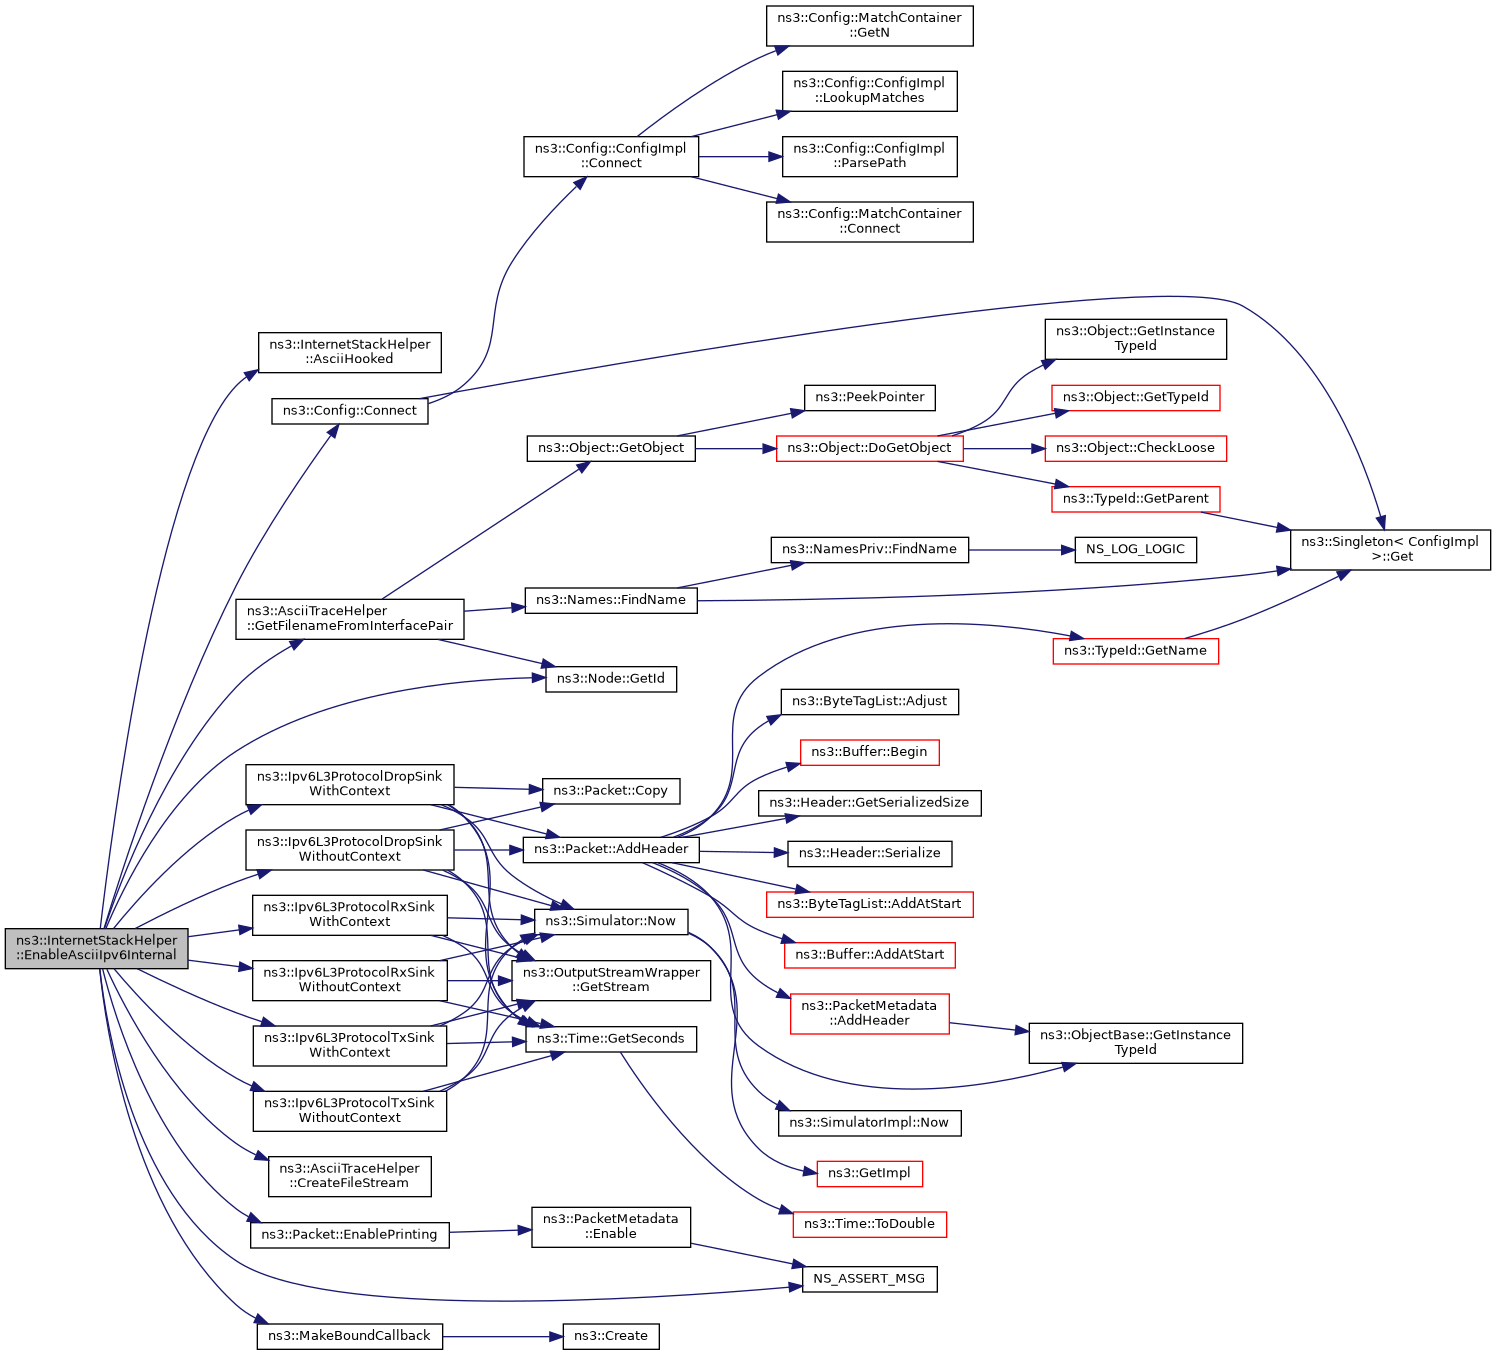 ns3::Config::MatchContainer
::GetN
ns3::Config::ConfigImpl
::LookupMatches
ns3::Config::ConfigImpl
::Connect
ns3::Config::ConfigImpl
::ParsePath
ns3::Config::MatchContainer
::Connect
ns3::InternetStackHelper
::AsciiHooked
ns3::Object::GetInstance
TypeId
ns3::Config::Connect
ns3::PeekPointer
ns3::Object::GetTypeId
ns3::Object::GetObject
ns3::Object::DoGetObject
ns3::Object::CheckLoose
ns3::TypeId::GetParent
ns3::Singleton< ConfigImpl
>::Get
ns3::NamesPriv::FindName
NS_LOG_LOGIC
ns3::AsciiTraceHelper
::GetFilenameFromInterfacePair
ns3::Names::FindName
ns3::TypeId::GetName
ns3::Node::GetId
ns3::ByteTagList::Adjust
ns3::Buffer::Begin
ns3::Ipv6L3ProtocolDropSink
WithContext
ns3::Packet::Copy
ns3::Header::GetSerializedSize
ns3::Ipv6L3ProtocolDropSink
WithoutContext
ns3::Packet::AddHeader
ns3::Header::Serialize
ns3::ByteTagList::AddAtStart
ns3::Ipv6L3ProtocolRxSink
WithContext
ns3::Simulator::Now
ns3::InternetStackHelper
::EnableAsciiIpv6Internal
ns3::Buffer::AddAtStart
ns3::Ipv6L3ProtocolRxSink
WithoutContext
ns3::OutputStreamWrapper
::GetStream
ns3::PacketMetadata
::AddHeader
ns3::Ipv6L3ProtocolTxSink
WithContext
ns3::Time::GetSeconds
ns3::ObjectBase::GetInstance
TypeId
ns3::Ipv6L3ProtocolTxSink
WithoutContext
ns3::SimulatorImpl::Now
ns3::AsciiTraceHelper
::CreateFileStream
ns3::GetImpl
ns3::Packet::EnablePrinting
ns3::PacketMetadata
::Enable
ns3::Time::ToDouble
NS_ASSERT_MSG
ns3::MakeBoundCallback
ns3::Create